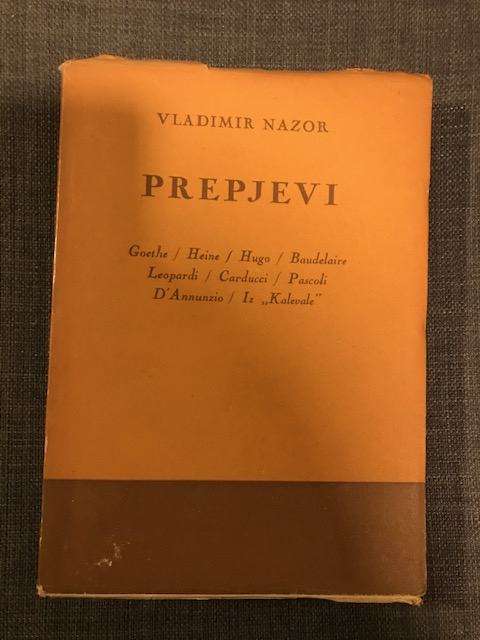 VLADIMIR NAZOR
PREPJEVI
Goethe / Heine / Hugo / Baudelaire
Leopardi / Carducci / Pascoli
D'Annunzio / Iz „Kalevale"